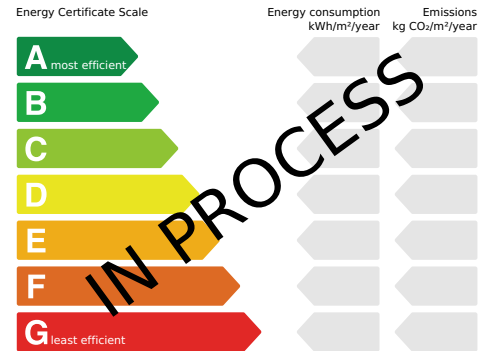 Energy Certificate Scale
Energy consumption
kWh/m²/year
Emissions
kg CO₂/m²/year
A most efficient
B
C
D
E
F
G least efficient
IN PROCESS